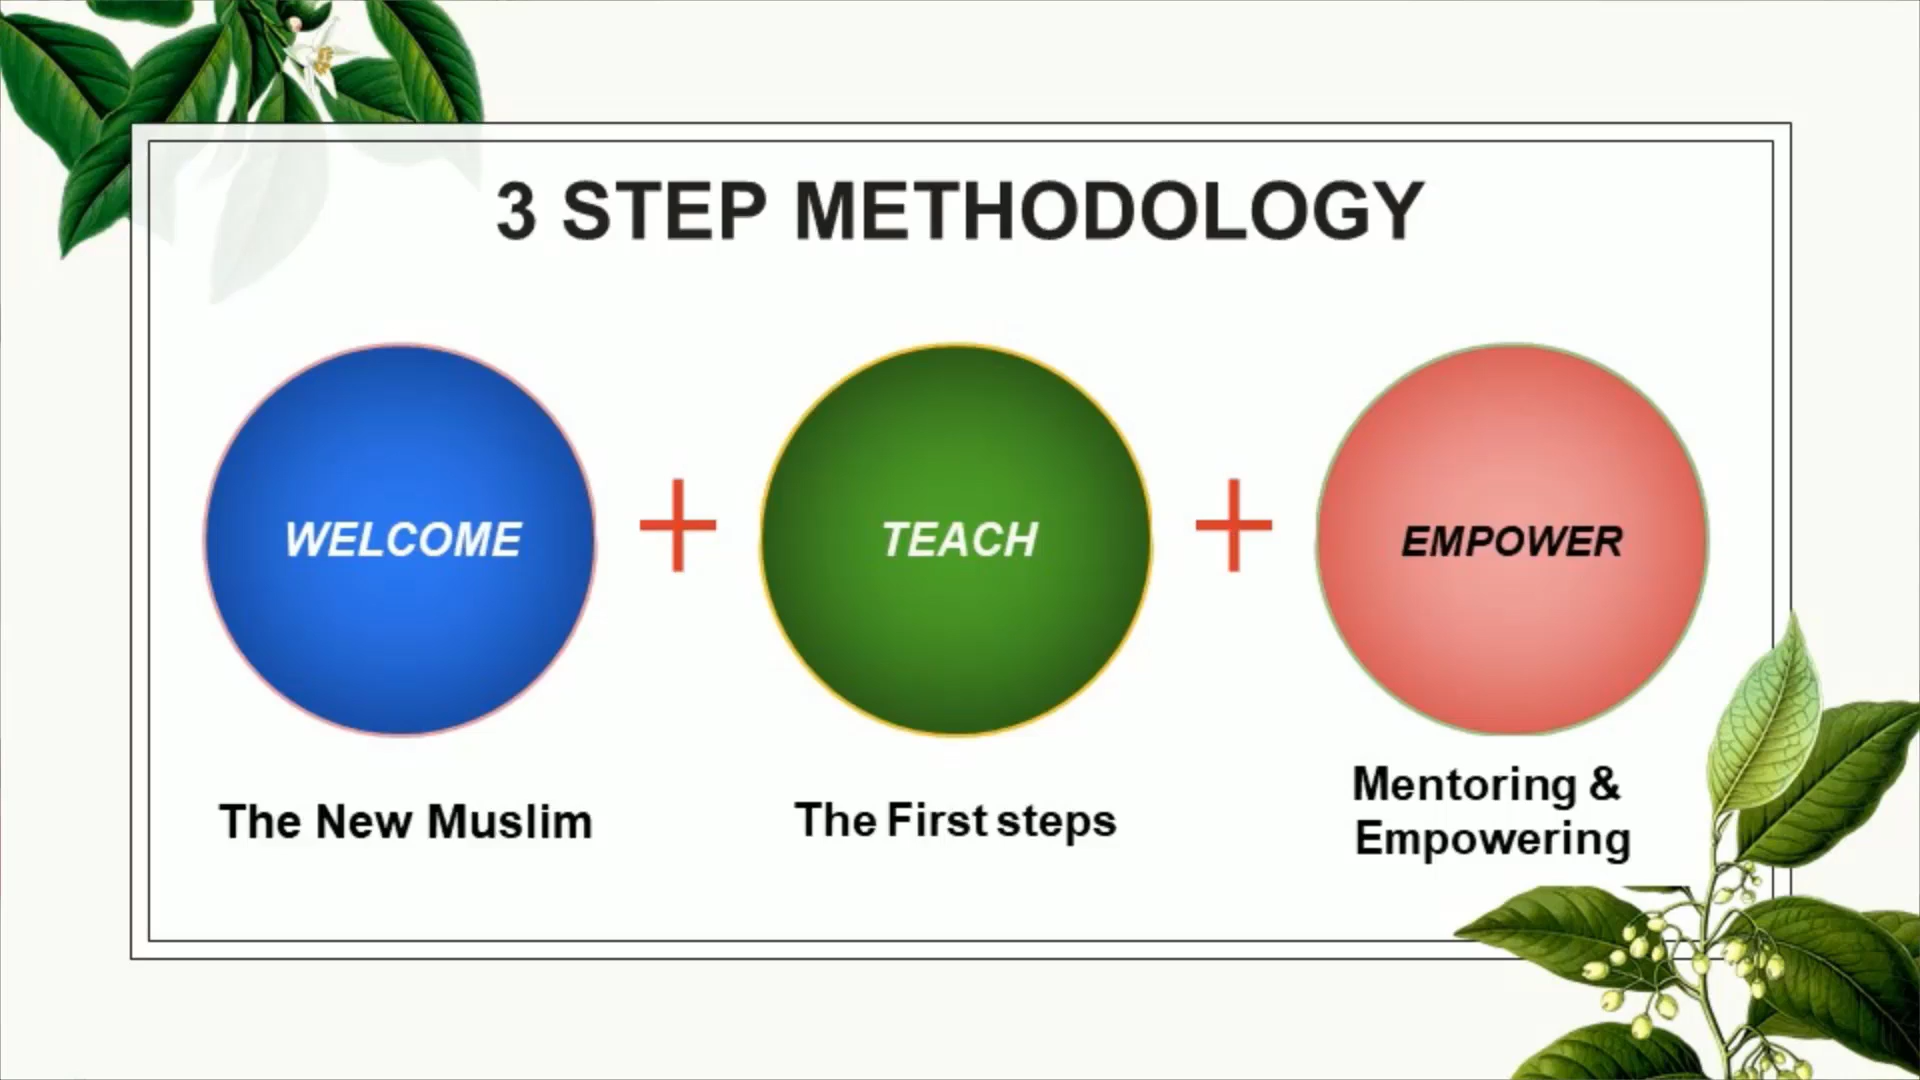 3 STEP METHODOLOGY
WELCOME
TEACH
EMPOWER
The New Muslim
The First steps
Mentoring &
Empowering